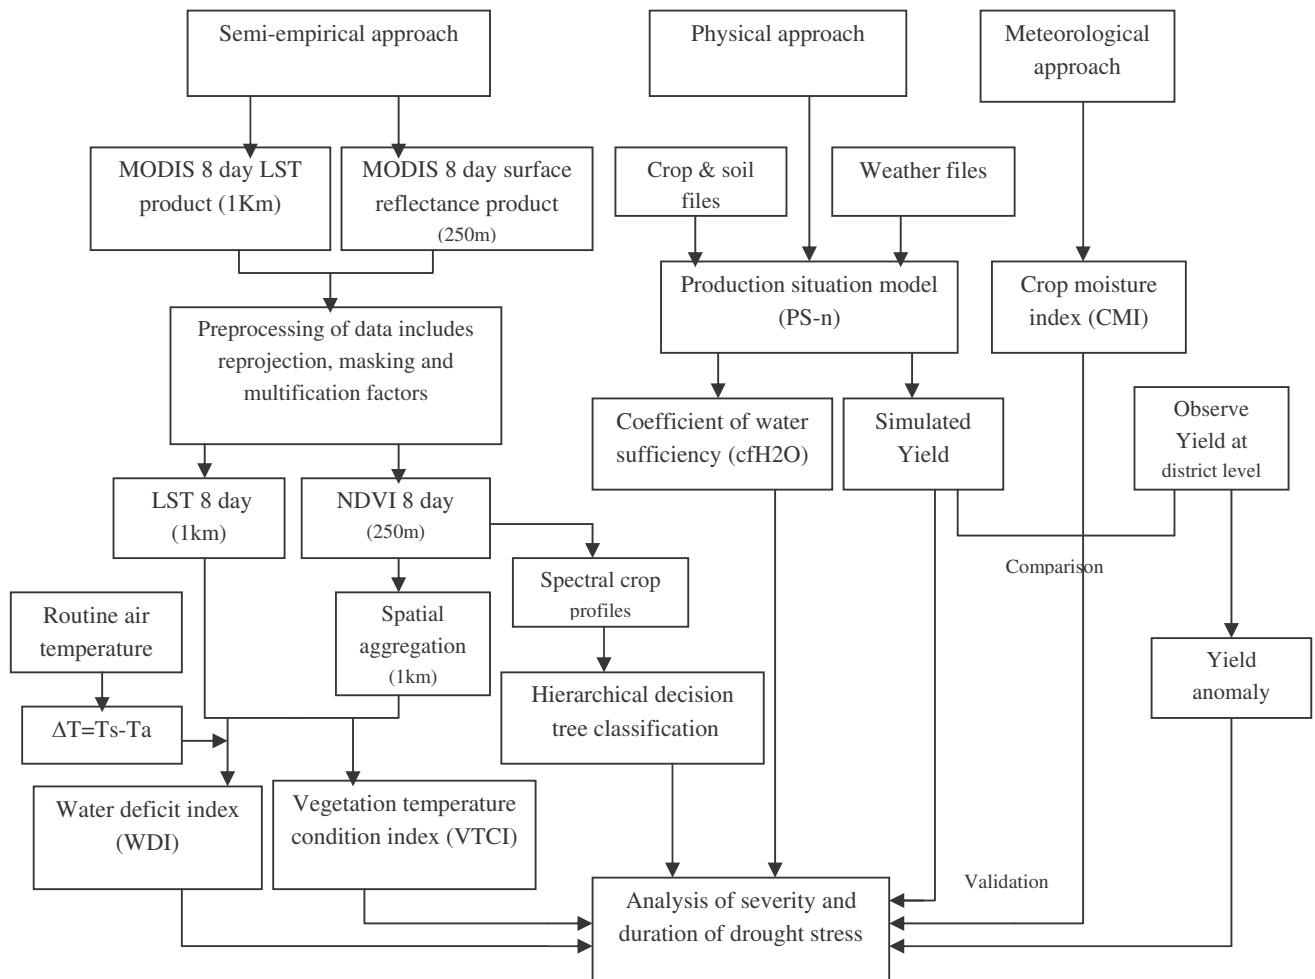 Semi-empirical approach
Physical approach
Meteorological
approach
MODIS 8 day LST
product (1Km)
MODIS 8 day surface
reflectance product
(250m)
Crop & soil
files
Weather files
Production situation model
(PS-n)
Crop moisture
index (CMI)
Preprocessing of data includes
reprojection, masking and
multification factors
Coefficient of water
sufficiency (cfH2O)
Simulated
Yield
Observe
Yield at
district level
LST 8 day
(1km)
NDVI 8 day
(250m)
Spectral crop
profiles
Comparison
Routine air
temperature
Spatial
aggregation
(1km)
Yield
anomaly
Hierarchical decision
tree classification
ΔT=Ts-Ta
Water deficit index
(WDI)
Vegetation temperature
condition index (VTCI)
Validation
Analysis of severity and
duration of drought stress